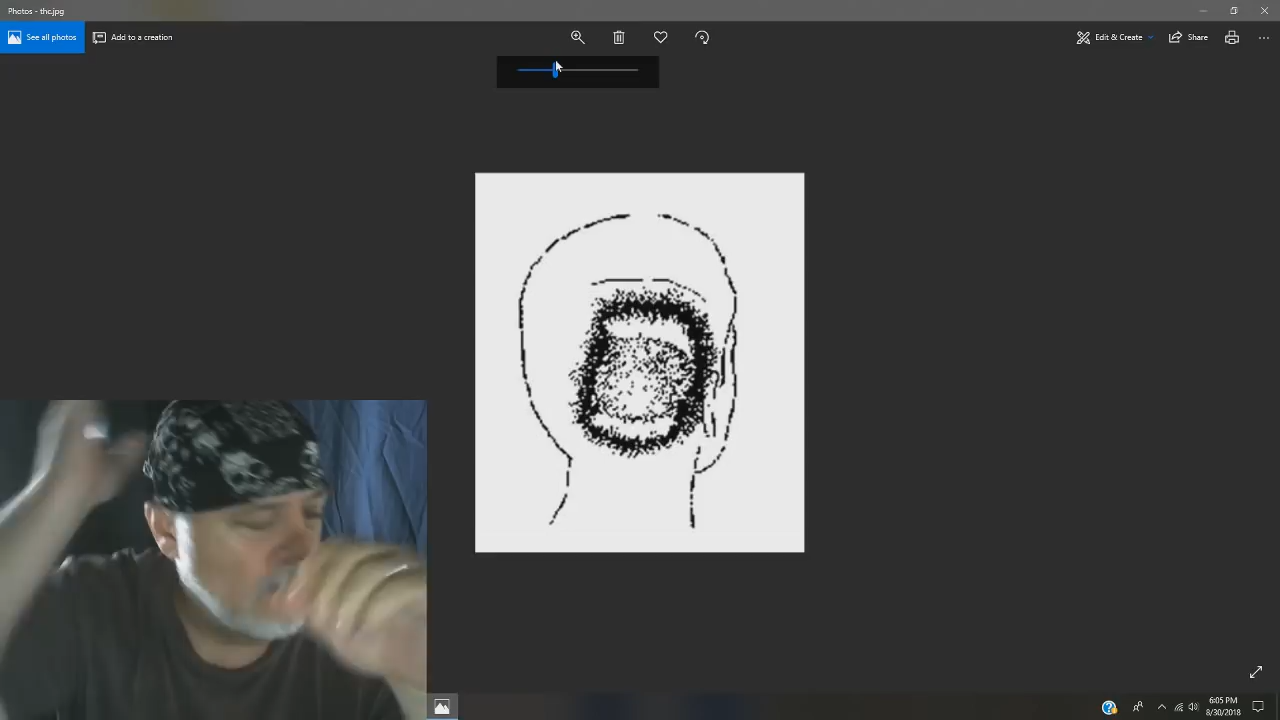 Photos - thc.jpg
See all photos
Add to a creation
Edit & Create
Share
6:05 PM
8/30/2018